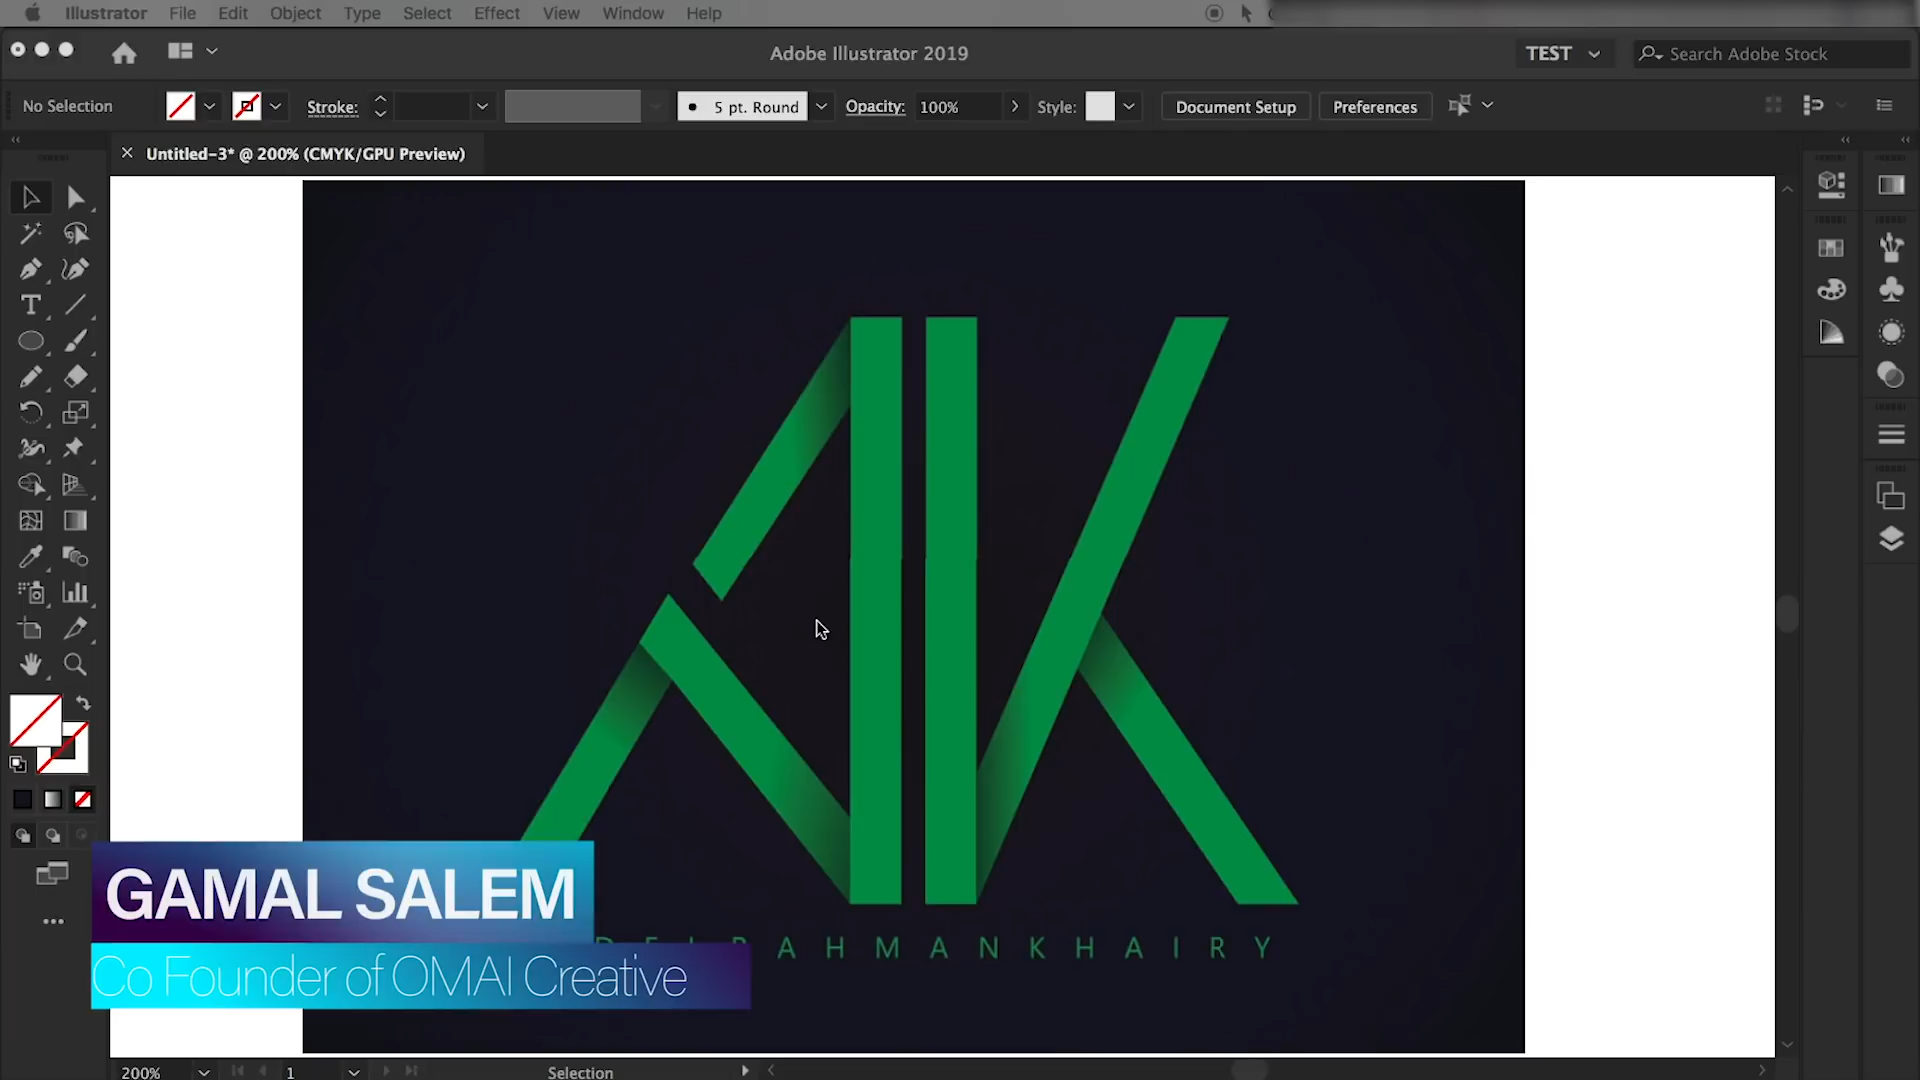 Illustrator File Edit Object Type Select Effect View Window Help
Adobe Illustrator 2019
TEST
Search Adobe Stock
No Selection
Stroke:
5 pt. Round
Opacity: 100%
Style:
Document Setup
Preferences
Untitled-3* @ 200% (CMYK/GPU Preview)
AK
GAMAL SALEM
RAHMANKHAIRY
Co Founder of OMAI Creative
200%
1
Selection